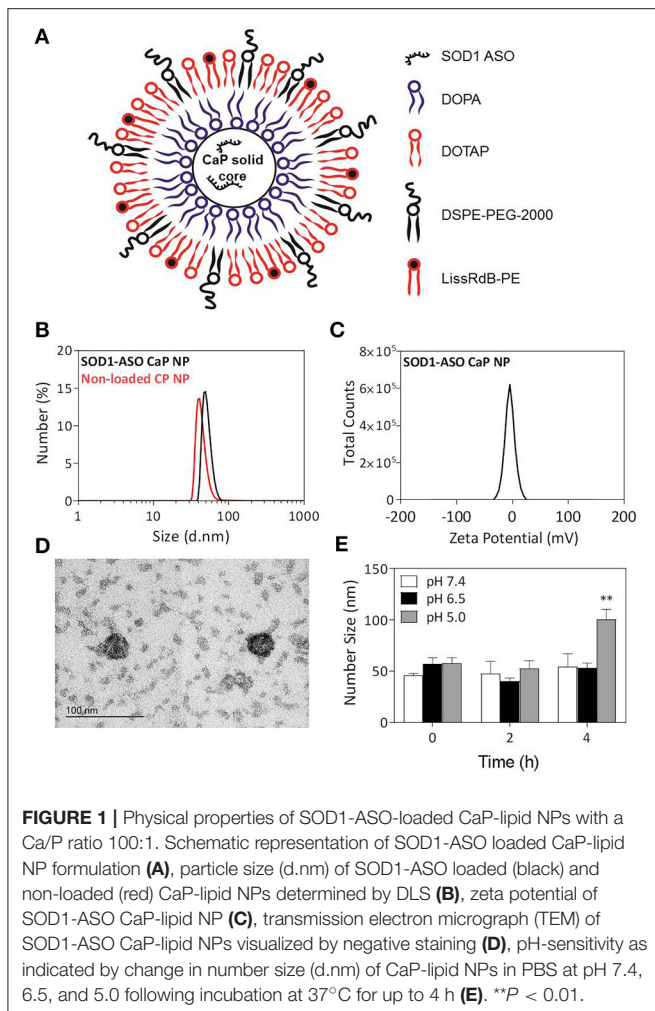 A
SOD1 ASO
DOPA
CaP solid
core
DOTAP
DSPE-PEG-2000
LissRdB-PE
B
SOD1-ASO CaP NP
Non-loaded CP NP
Number (%)
20
15
10
5
0
1
10
100
1000
Size (d.nm)
C
SOD1-ASO CaP NP
Total Counts
8×10⁵
6×10⁵
4×10⁵
2×10⁵
0
-200
-100
0
100
200
Zeta Potential (mV)
D
100 nm
E
Number Size (nm)
150
100
50
0
pH 7.4
pH 6.5
pH 5.0
**
0
2
4
Time (h)
FIGURE 1 | Physical properties of SOD1-ASO-loaded CaP-lipid NPs with a
Ca/P ratio 100:1. Schematic representation of SOD1-ASO loaded CaP-lipid
NP formulation (A), particle size (d.nm) of SOD1-ASO loaded (black) and
non-loaded (red) CaP-lipid NPs determined by DLS (B), zeta potential of
SOD1-ASO CaP-lipid NP (C), transmission electron micrograph (TEM) of
SOD1-ASO CaP-lipid NPs visualized by negative staining (D), pH-sensitivity as
indicated by change in number size (d.nm) of CaP-lipid NPs in PBS at pH 7.4,
6.5, and 5.0 following incubation at 37°C for up to 4 h (E). **P < 0.01.